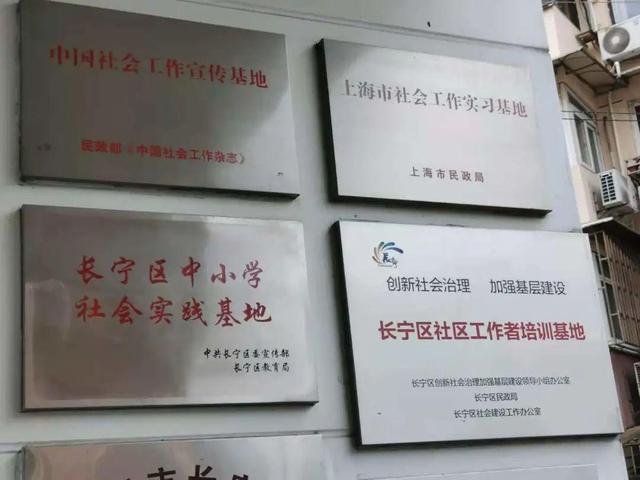 中国社会工作宣传基地
民政部《中国社会工作杂志》
上海市社会工作实习基地
上海市民政局
长宁区中小学
社会实践基地
中共长宁区委宣传部
长宁区教育局
长宁
创新社会治理 加强基层建设
长宁区社区工作者培训基地
长宁区创新社会治理加强基层建设领导小组办公室
长宁区民政局
长宁区社会建设工作办公室